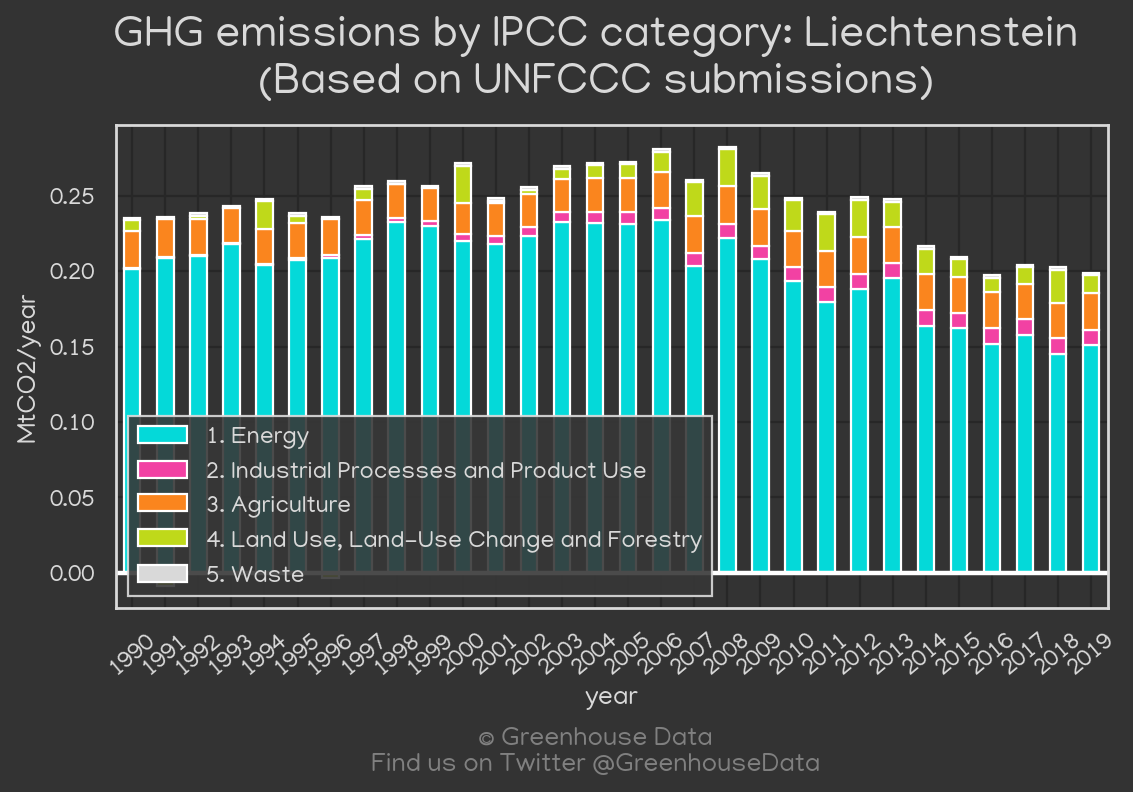 GHG emissions by IPCC category: Liechtenstein
(Based on UNFCCC submissions)
MtCO2/year
0.25
0.20
0.15
0.10
0.05
0.00
1. Energy
2. Industrial Processes and Product Use
3. Agriculture
4. Land Use, Land-Use Change and Forestry
5. Waste
1990 1991 1992 1993 1994 1995 1996 1997 1998 1999 2000 2001 2002 2003 2004 2005 2006 2007 2008 2009 2010 2011 2012 2013 2014 2015 2016 2017 2018 2019
year
© Greenhouse Data
Find us on Twitter @GreenhouseData